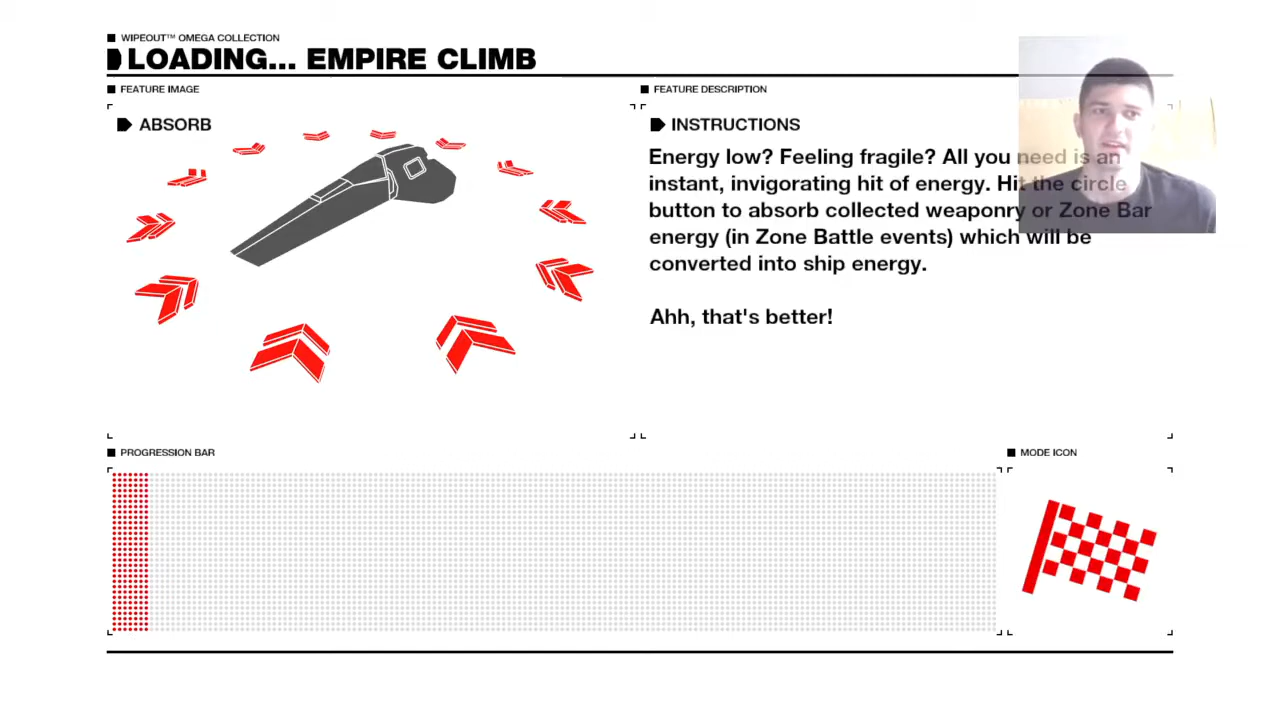 WIPEOUT™ OMEGA COLLECTION
LOADING... EMPIRE CLIMB
FEATURE IMAGE
ABSORB
FEATURE DESCRIPTION
INSTRUCTIONS
Energy low? Feeling fragile? All you need is an
instant, invigorating hit of energy. Hit the circle
button to absorb collected weaponry or Zone Bar
energy (in Zone Battle events) which will be
converted into ship energy.
Ahh, that's better!
PROGRESSION BAR
MODE ICON